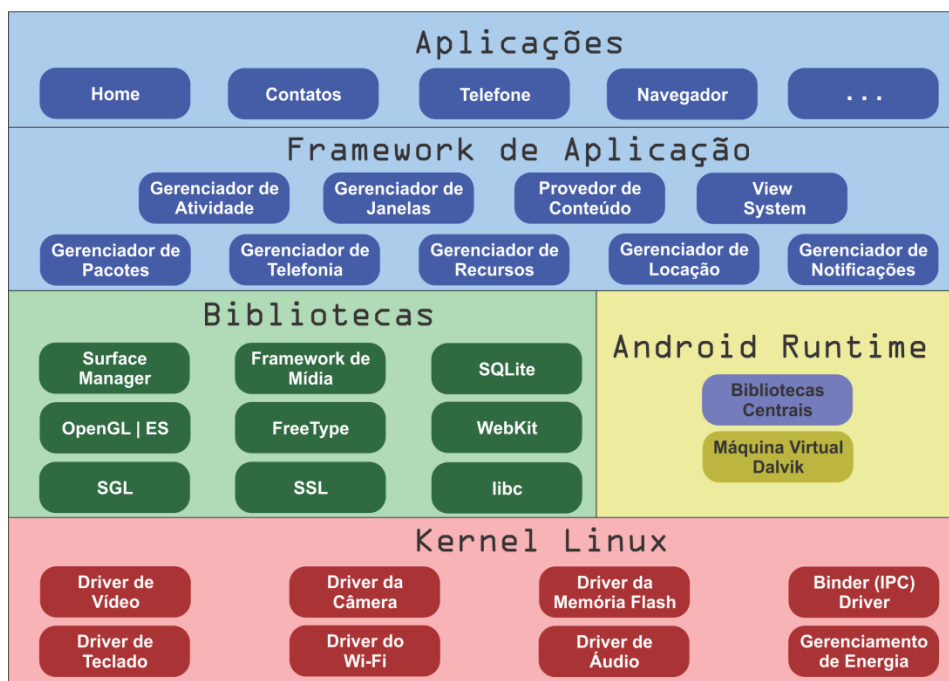 Aplicações
Home
Contatos
Telefone
Navegador
...
Framework de Aplicação
Gerenciador de
Atividade
Gerenciador de
Janelas
Provedor de
Conteúdo
View
System
Gerenciador de
Pacotes
Gerenciador de
Telefonia
Gerenciador de
Recursos
Gerenciador de
Locação
Gerenciador de
Notificações
Bibliotecas
Surface
Manager
Framework de
Mídia
SQLite
OpenGL | ES
FreeType
WebKit
SGL
SSL
libc
Android Runtime
Bibliotecas
Centrais
Máquina Virtual
Dalvik
Kernel Linux
Driver de
Vídeo
Driver da
Câmera
Driver da
Memória Flash
Binder (IPC)
Driver
Driver de
Teclado
Driver do
Wi-Fi
Driver de
Áudio
Gerenciamento
de Energia